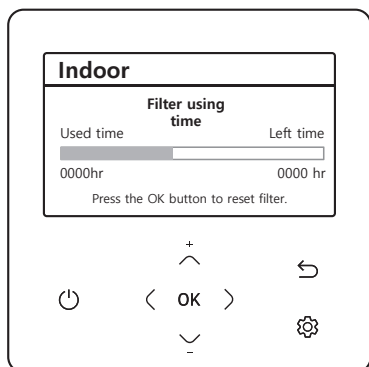 Indoor
Filter using
time
Used time Left time
0000hr 0000 hr
Press the OK button to reset filter.
+
OK
−